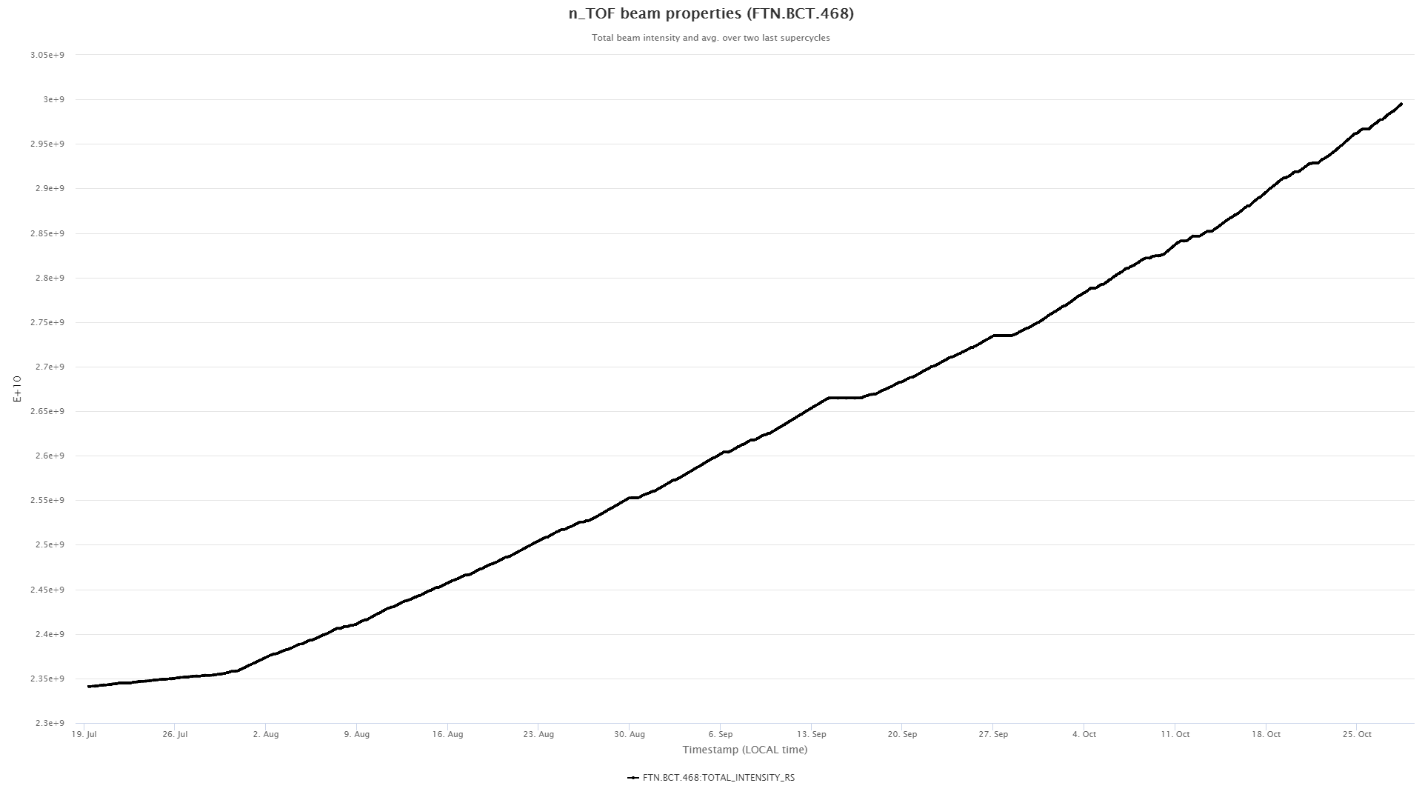 n_TOF beam properties (FTN.BCT.468)
Total beam intensity and avg. over two last supercycles
3.05e+9
3e+9
2.95e+9
2.9e+9
2.85e+9
2.8e+9
2.75e+9
2.7e+9
2.65e+9
2.6e+9
2.55e+9
2.5e+9
2.45e+9
2.4e+9
2.35e+9
2.3e+9
E+10
19. Jul 26. Jul 2. Aug 9. Aug 16. Aug 23. Aug 30. Aug 6. Sep 13. Sep 20. Sep 27. Sep 4. Oct 11. Oct 18. Oct 25. Oct
Timestamp (LOCAL time)
FTN.BCT.468:TOTAL_INTENSITY_RS